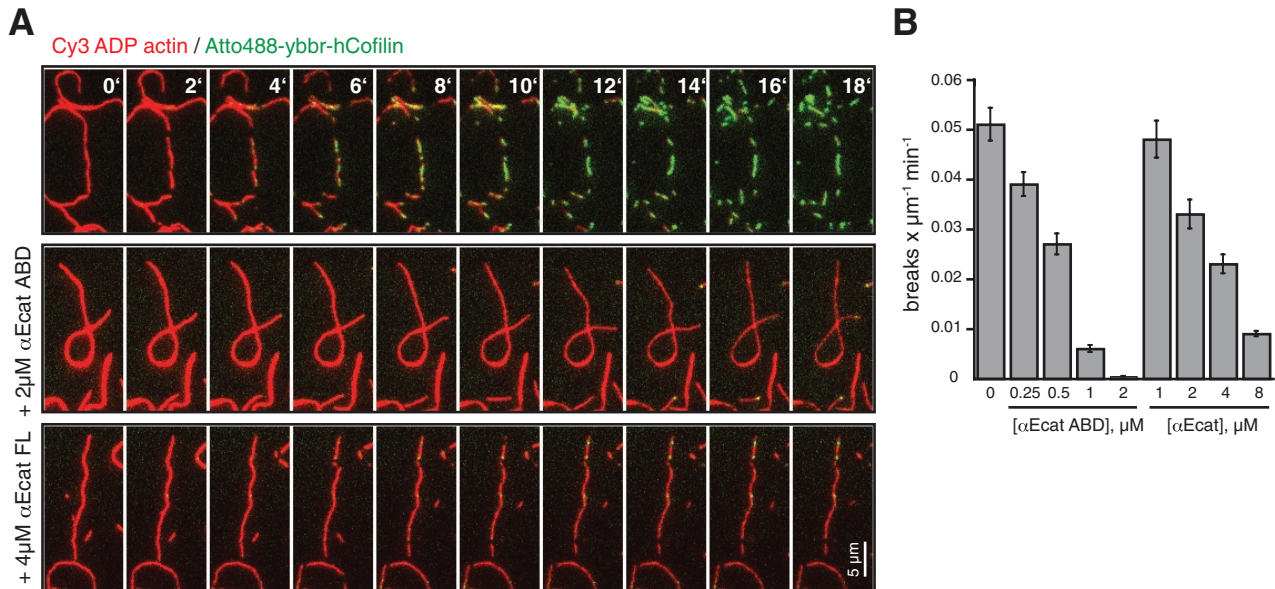 A
Cy3 ADP actin / Atto488-ybbr-hCofilin
0‘ 2‘ 4‘ 6‘ 8‘ 10‘ 12‘ 14‘ 16‘ 18‘
+ 2µM αEcat ABD
+ 4µM αEcat FL
5 µm
B
breaks x µm⁻¹ min⁻¹
0.06
0.05
0.04
0.03
0.02
0.01
0
0 0.25 0.5 1 2 1 2 4 8
[αEcat ABD], µM [αEcat], µM